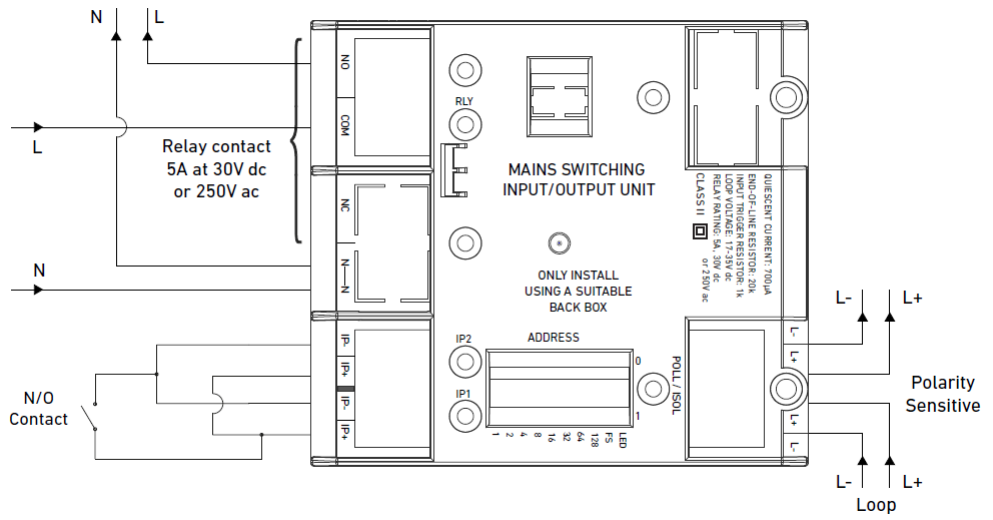 N
L
L
Relay contact
5A at 30V dc
or 250V ac
N
N/O
Contact
NO
COM
NC
N
N
IP-
IP+
IP-
IP+
RLY
MAINS SWITCHING
INPUT/OUTPUT UNIT
ONLY INSTALL
USING A SUITABLE
BACK BOX
IP2
IP1
ADDRESS
0
1
1
2
4
8
16
32
64
128
FS
LED
POLL / ISOL
QUIESCENT CURRENT: 700µA
END-OF-LINE RESISTOR: 20k
INPUT TRIGGER RESISTOR: 1k
LOOP VOLTAGE: 17-35V dc
RELAY RATING: 5A, 30V dc
or 250V ac
CLASS II
L-
L+
L+
L-
L-
L+
Polarity
Sensitive
L-
L+
Loop